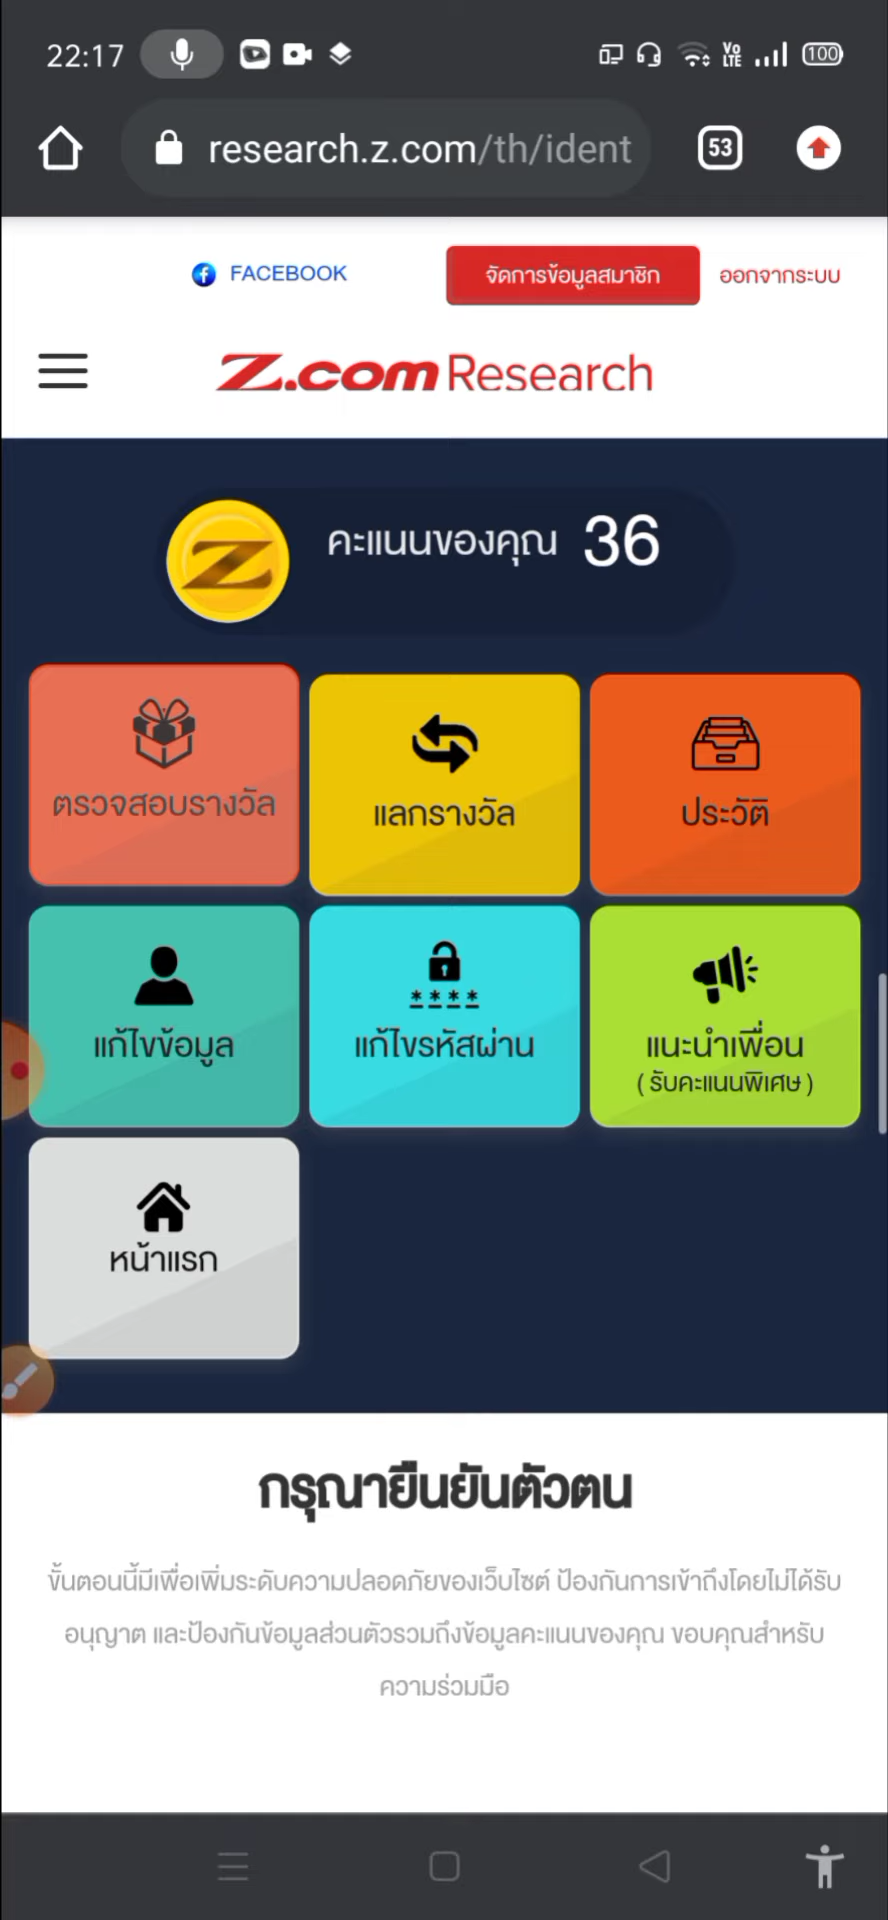 22:17
VO LTE
100
research.z.com/th/ident
53
FACEBOOK
จัดการข้อมูลสมาชิก
ออกจากระบบ
Z.com Research
คะแนนของคุณ 36
ตรวจสอบรางวัล
แลกรางวัล
ประวัติ
****
แก้ไขข้อมูล
แก้ไขรหัสผ่าน
แนะนำเพื่อน
( รับคะแนนพิเศษ )
หน้าแรก
กรุณายืนยันตัวตน
ขั้นตอนนี้มีเพื่อเพิ่มระดับความปลอดภัยของเว็บไซต์ ป้องกันการเข้าถึงโดยไม่ได้รับ
อนุญาต และป้องกันข้อมูลส่วนตัวรวมถึงข้อมูลคะแนนของคุณ ขอบคุณสำหรับ
ความร่วมมือ